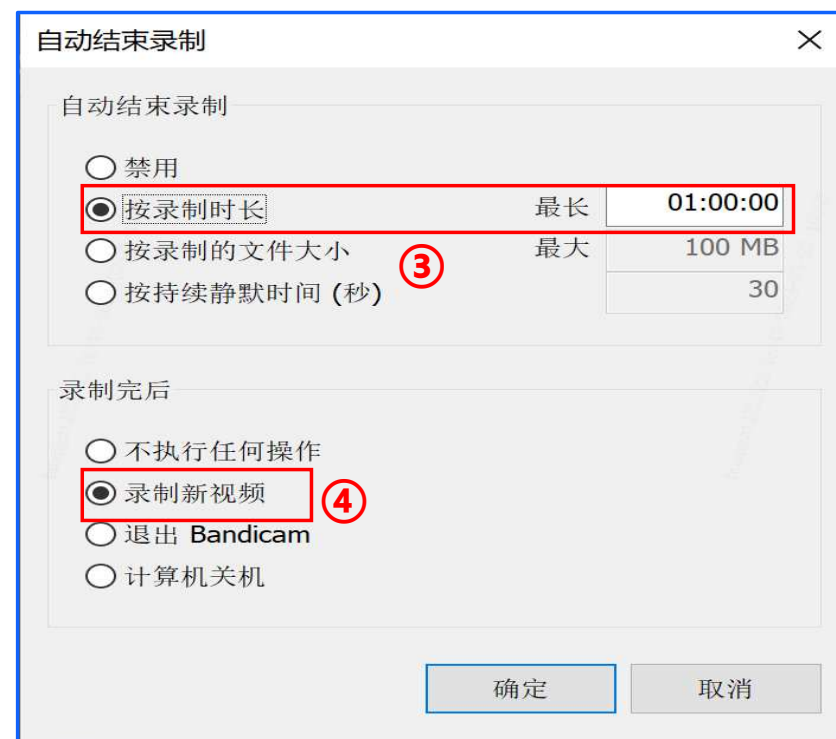 自动结束录制
自动结束录制
禁用
按录制时长 最长 01:00:00
按录制的文件大小 最大 100 MB
③
按持续静默时间 (秒) 30
录制完后
不执行任何操作
录制新视频 ④
退出 Bandicam
计算机关机
确定 取消